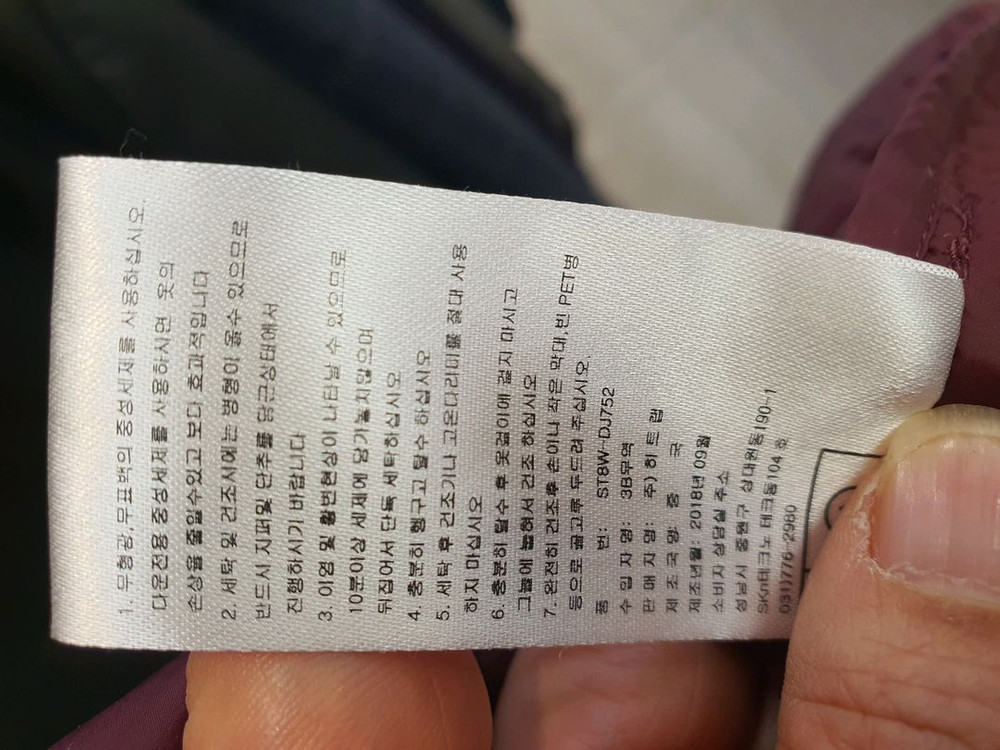 1. 무형광,무표백의 중성세제를 사용하십시오.
다운전용 중성세제를 사용하시면 옷의
손상을 줄일수있고 보다 효과적입니다
2. 세탁 및 건조시에는 변형이 올수 있으므로
반드시 지퍼및 단추를 담근상태에서
진행하시기 바랍니다
3. 이염 및 황변현상이 나타날 수 있으므로
10분이상 세제에 담가놓지않으며
뒤집어서 단독 세탁하십시오
4. 충분히 헹구고 탈수 하십시오
5. 세탁 후 건조기나 고온다리미를 절대 사용
하지 마십시오
6. 충분히 탈수 후 옷걸이에 걸지 마시고
그늘에 눕혀서 건조 하십시오
7. 완전히 건조후 손이나 작은 막대,빈 PET병
등으로 골고루 두드려 주십시오.
품 번: ST8W-DJ752
수 입 자 명: 3B무역
판 매 자 명: 주) 히 트 랩
제 조 국 명: 중 국
제조년월: 2018년 09월
소비자 상담실 주소
성남시 중원구 상대원동190-1
SKn테크노 테크동104 호
031)776-2980